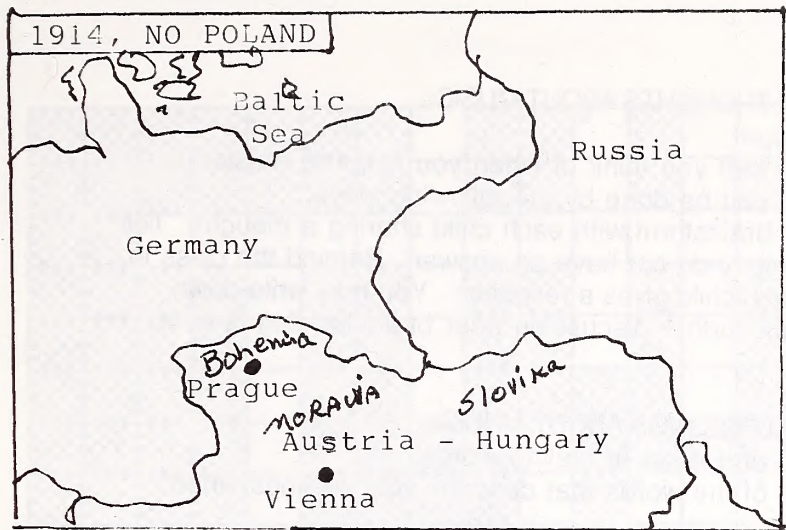 1914, NO POLAND
Baltic
Sea
Russia
Germany
Bohemia
Prague
MORAVIA
Slovika
Austria - Hungary
Vienna